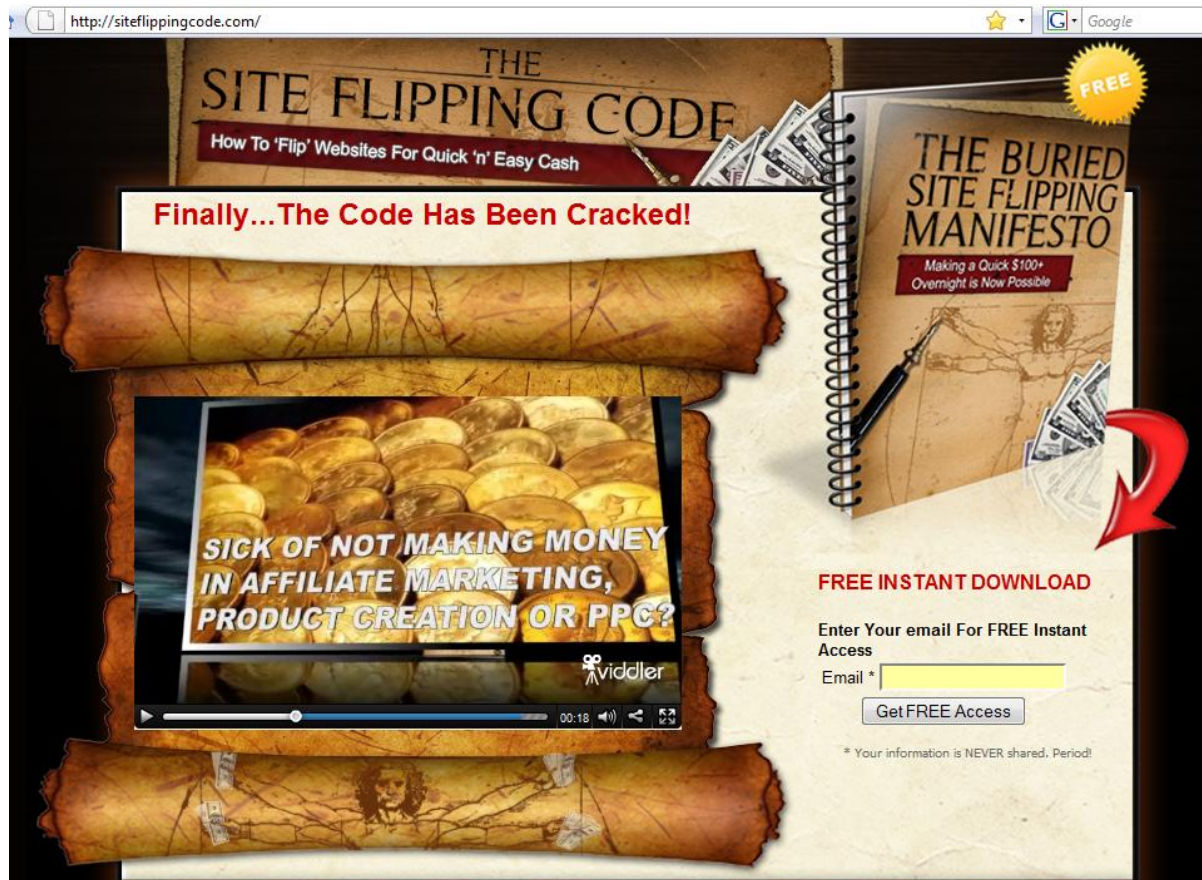 http://siteflippingcode.com/
Google
THE
SITE FLIPPING CODE
How To 'Flip' Websites For Quick 'n' Easy Cash
FREE
THE BURIED
SITE FLIPPING
MANIFESTO
Making a Quick $100+
Overnight is Now Possible
Finally...The Code Has Been Cracked!
SICK OF NOT MAKING MONEY
IN AFFILIATE MARKETING,
PRODUCT CREATION OR PPC?
viddler
00:18
FREE INSTANT DOWNLOAD
Enter Your email For FREE Instant
Access
Email *
Get FREE Access
* Your information is NEVER shared. Period!